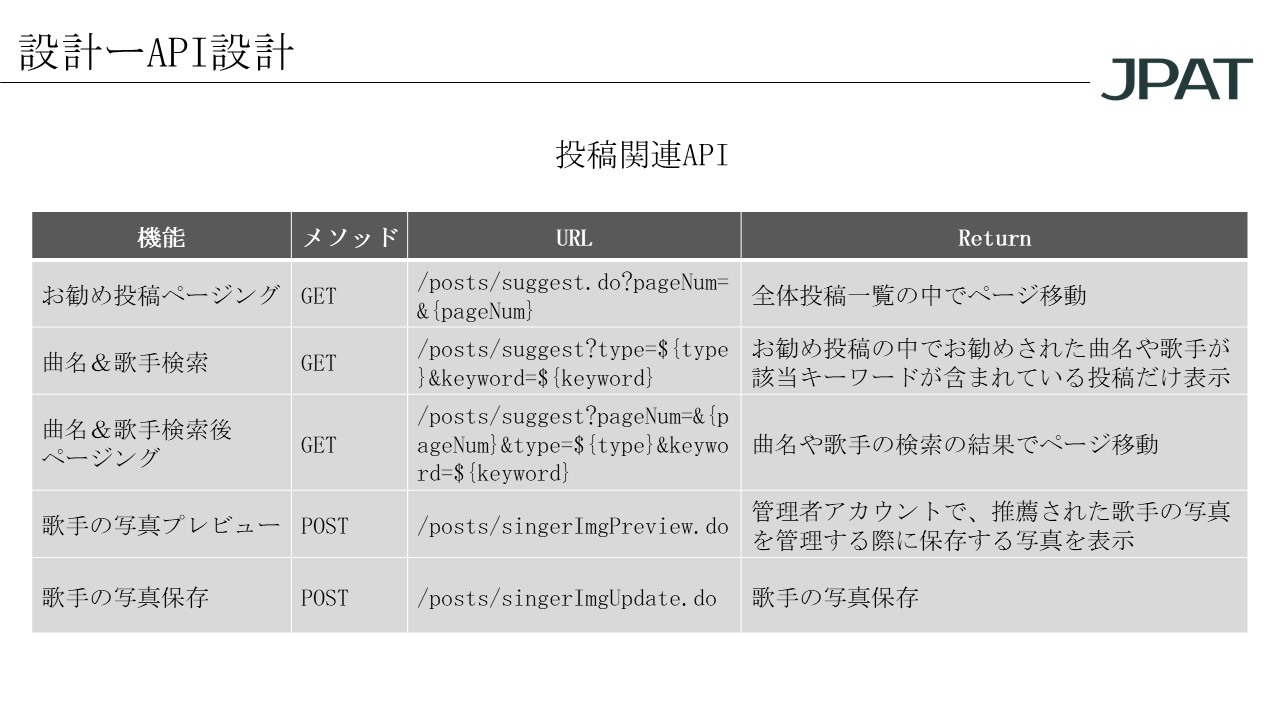 設計ーAPI設計
JPAT
投稿関連API
機能 メソッド URL Return
お勧め投稿ページング GET /posts/suggest.do?pageNum=
&{pageNum} 全体投稿一覧の中でページ移動
曲名＆歌手検索 GET /posts/suggest?type=${type
}&keyword=${keyword} お勧め投稿の中でお勧めされた曲名や歌手が
該当キーワードが含まれている投稿だけ表示
曲名＆歌手検索後
ページング GET /posts/suggest?pageNum=&{p
ageNum}&type=${type}&keywo
rd=${keyword} 曲名や歌手の検索の結果でページ移動
歌手の写真プレビュー POST /posts/singerImgPreview.do 管理者アカウントで、推薦された歌手の写真
を管理する際に保存する写真を表示
歌手の写真保存 POST /posts/singerImgUpdate.do 歌手の写真保存